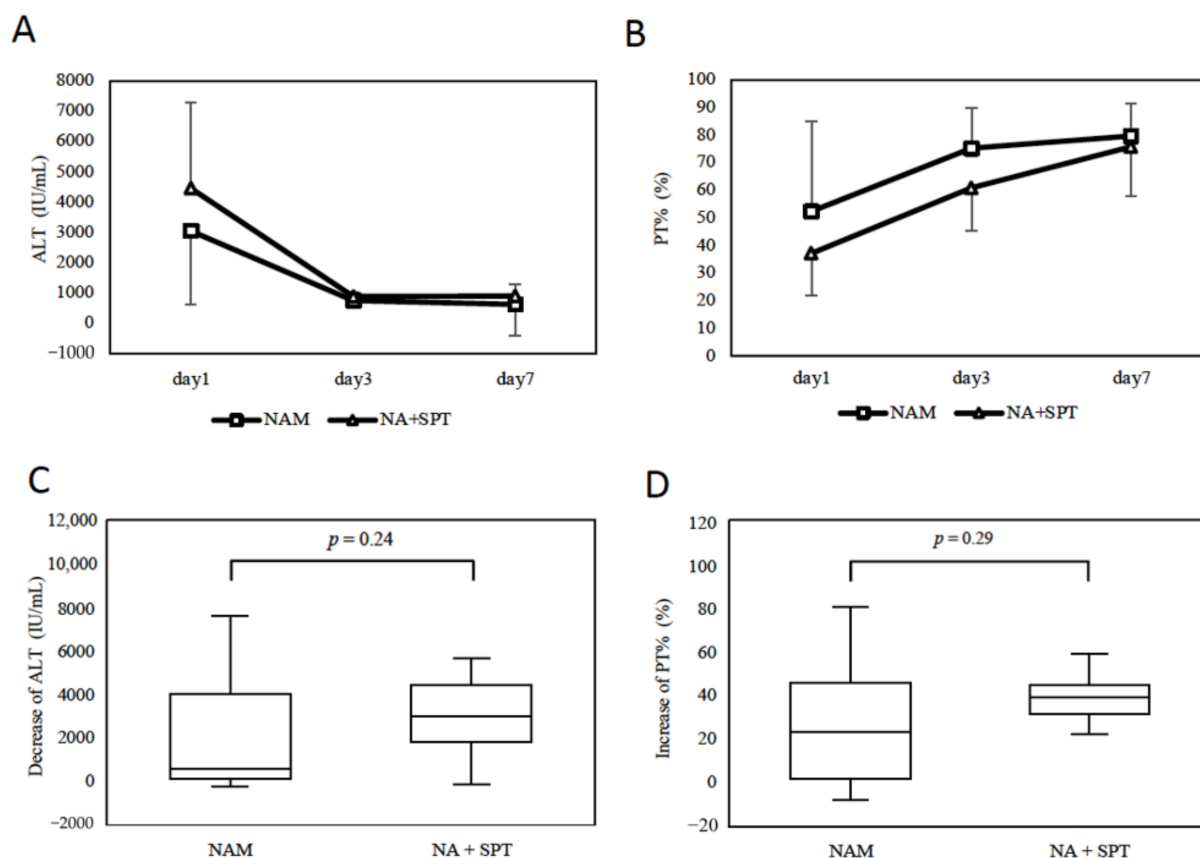 A
8000
7000
6000
5000
4000
3000
2000
1000
0
−1000
ALT (IU/mL)
day1 day3 day7
NAM NA+SPT
B
100
90
80
70
60
50
40
30
20
10
0
PT% (%)
day1 day3 day7
NAM NA+SPT
C
12,000
10,000
8000
6000
4000
2000
0
−2000
Decrease of ALT (IU/mL)
p = 0.24
NAM NA + SPT
D
120
100
80
60
40
20
0
−20
Increase of PT% (%)
p = 0.29
NAM NA + SPT